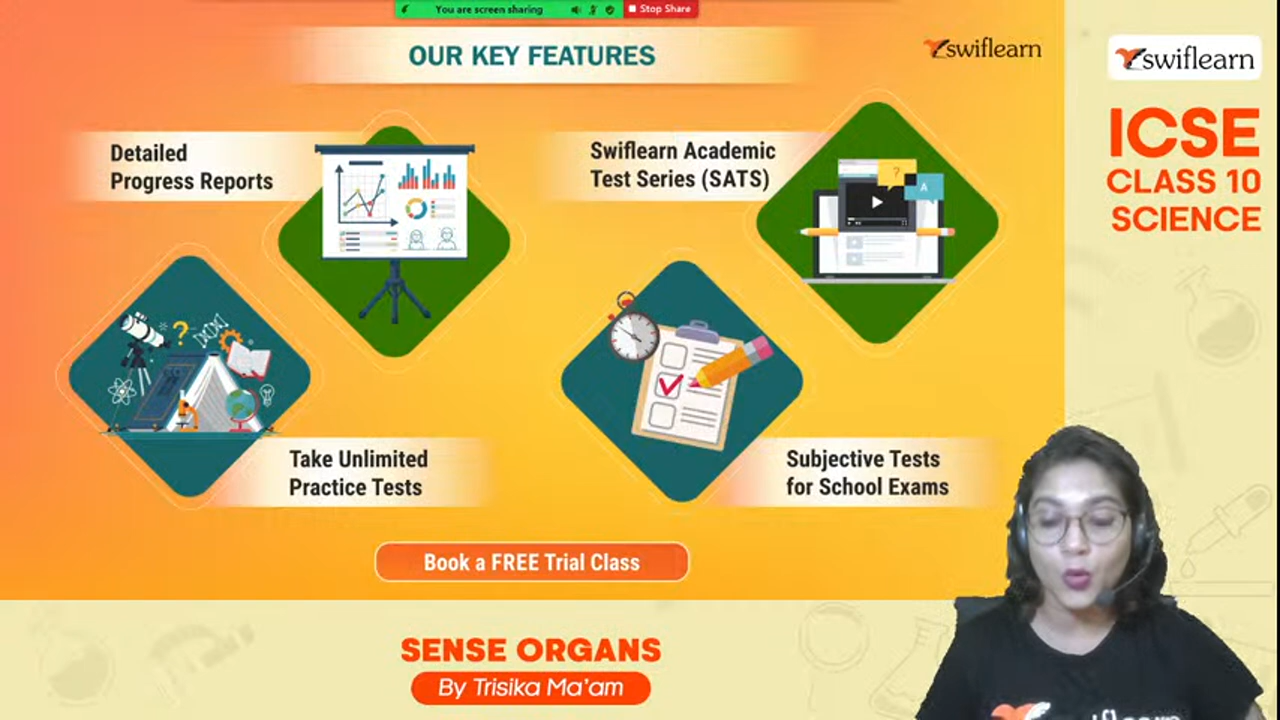 You are screen sharing
Stop Share
OUR KEY FEATURES
swiflearn
swiflearn
ICSE
CLASS 10
SCIENCE
Detailed
Progress Reports
Swiflearn Academic
Test Series (SATS)
?
A
?
Take Unlimited
Practice Tests
Subjective Tests
for School Exams
Book a FREE Trial Class
SENSE ORGANS
By Trisika Ma'am
swiflearn